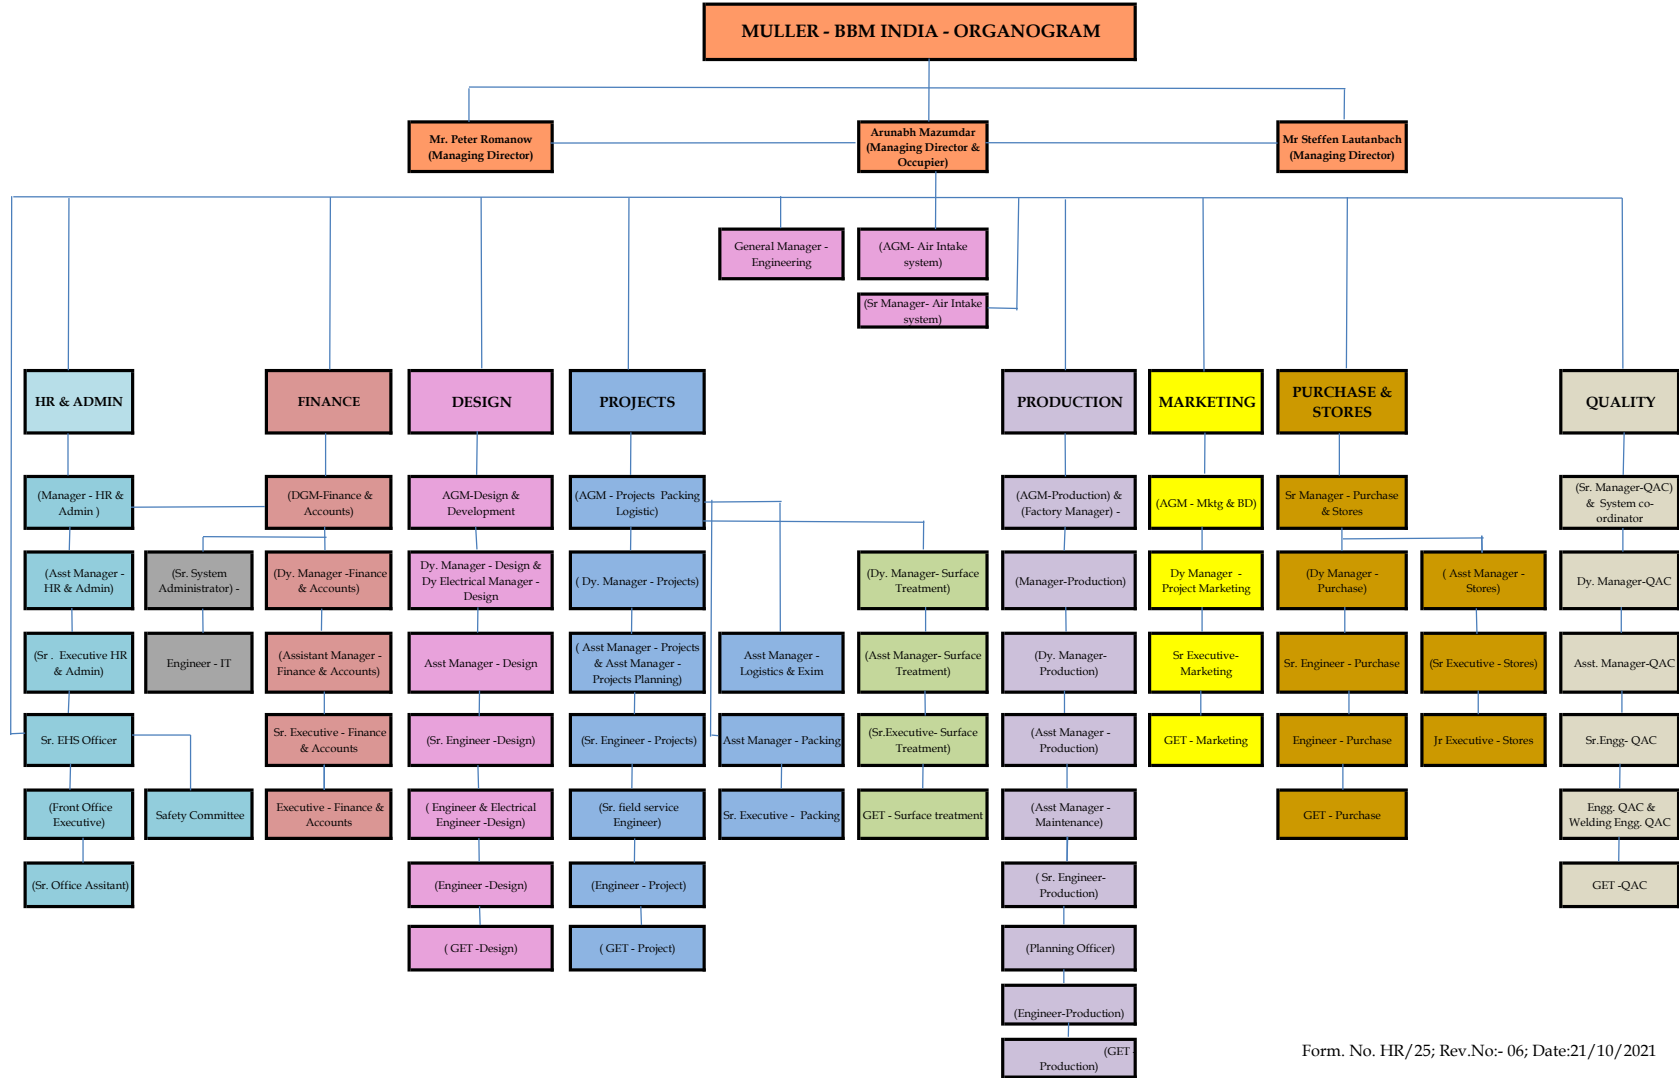 MULLER - BBM INDIA - ORGANOGRAM
Mr. Peter Romanow
(Managing Director)
Arunabh Mazumdar
(Managing Director &
Occupier)
Mr Steffen Lautanbach
(Managing Director)
General Manager -
Engineering
(AGM- Air Intake
system)
(Sr Manager- Air Intake
system)
HR & ADMIN
FINANCE
DESIGN
PROJECTS
PRODUCTION
MARKETING
PURCHASE &
STORES
QUALITY
(Manager - HR &
Admin )
(DGM-Finance &
Accounts)
AGM-Design &
Development
(AGM - Projects Packing
Logistic)
(AGM-Production) &
(Factory Manager) -
(AGM - Mktg & BD)
Sr Manager - Purchase
& Stores
(Sr. Manager-QAC)
& System co-
ordinator
(Asst Manager -
HR & Admin)
(Sr. System
Administrator) -
(Dy. Manager -Finance
& Accounts)
Dy. Manager - Design &
Dy Electrical Manager -
Design
( Dy. Manager - Projects)
(Dy. Manager- Surface
Treatment)
(Manager-Production)
Dy Manager -
Project Marketing
(Dy Manager -
Purchase)
( Asst Manager -
Stores)
Dy. Manager-QAC
(Sr . Executive HR
& Admin)
Engineer - IT
(Assistant Manager -
Finance & Accounts)
Asst Manager - Design
( Asst Manager - Projects
& Asst Manager -
Projects Planning)
Asst Manager -
Logistics & Exim
(Asst Manager- Surface
Treatment)
(Dy. Manager-
Production)
Sr Executive-
Marketing
Sr. Engineer - Purchase
(Sr Executive - Stores)
Asst. Manager-QAC
Sr. EHS Officer
Sr. Executive - Finance
& Accounts
(Sr. Engineer -Design)
(Sr. Engineer - Projects)
Asst Manager - Packing
(Sr.Executive- Surface
Treatment)
(Asst Manager -
Production)
GET - Marketing
Engineer - Purchase
Jr Executive - Stores
Sr.Engg- QAC
(Front Office
Executive)
Safety Committee
Executive - Finance &
Accounts
( Engineer & Electrical
Engineer -Design)
(Sr. field service
Engineer)
Sr. Executive - Packing
GET - Surface treatment
(Asst Manager -
Maintenance)
GET - Purchase
Engg. QAC &
Welding Engg. QAC
(Sr. Office Assitant)
(Engineer -Design)
(Engineer - Project)
( Sr. Engineer-
Production)
GET -QAC
( GET -Design)
( GET - Project)
(Planning Officer)
(Engineer-Production)
(GET -
Production)
Form. No. HR/25; Rev.No:- 06; Date:21/10/2021